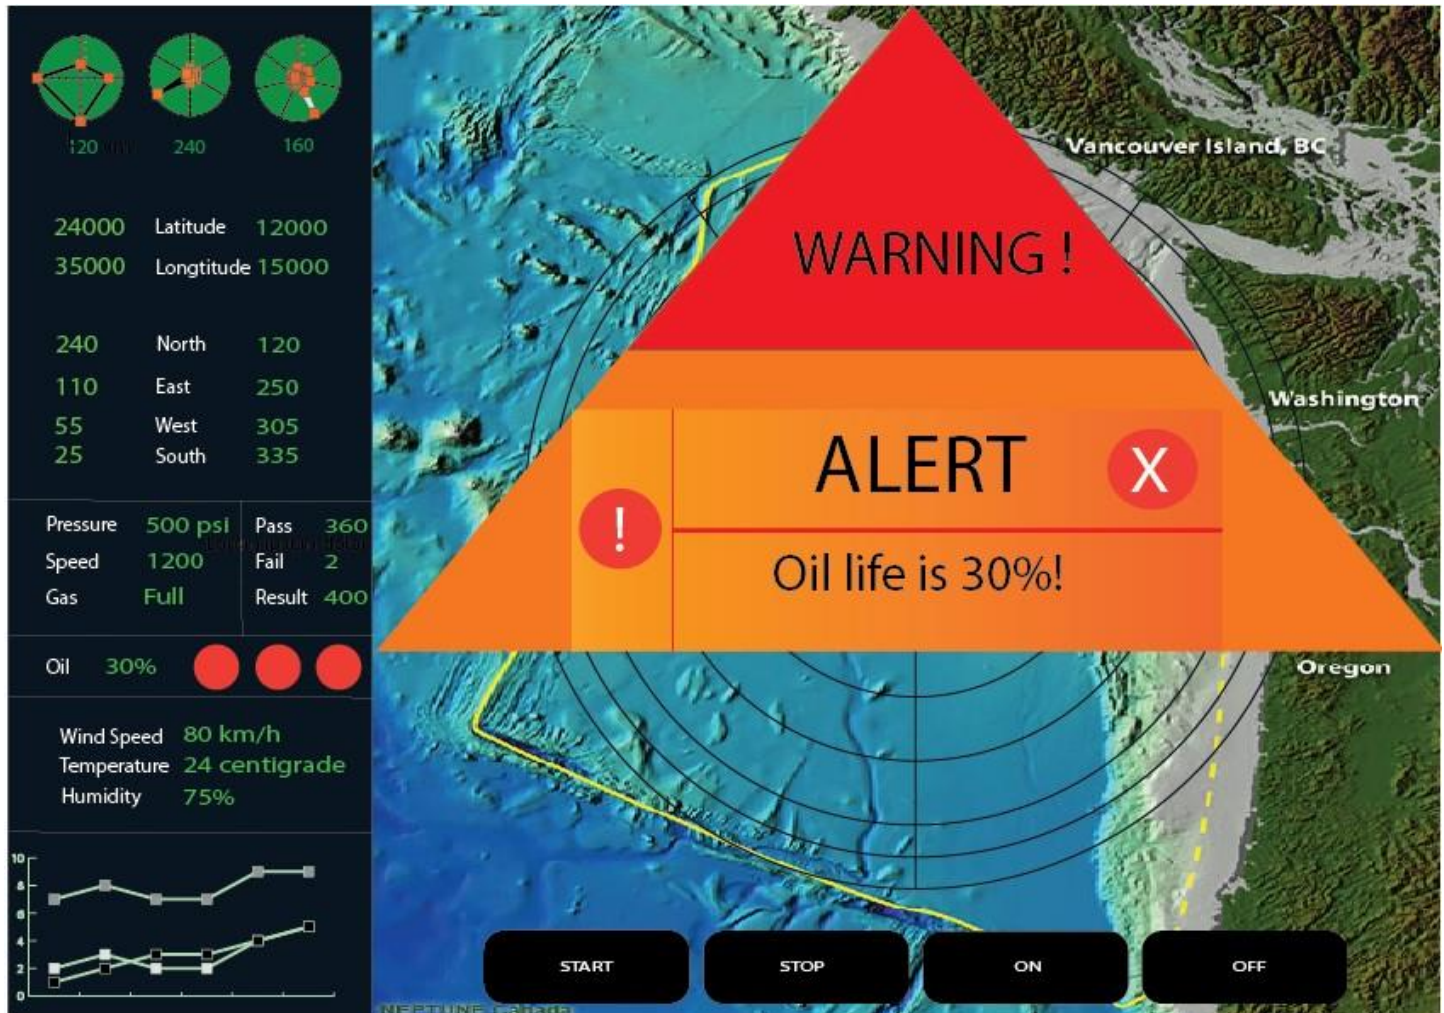 120 240 160
24000 Latitude 12000
35000 Longtitude 15000
240 North 120
110 East 250
55 West 305
25 South 335
Pressure 500 psi Pass 360
Speed 1200 Fail 2
Gas Full Result 400
Oil 30%
Wind Speed 80 km/h
Temperature 24 centigrade
Humidity 75%
10
8
6
4
2
0
Vancouver Island, BC
WARNING !
Washington
ALERT X
!
Oil life is 30%!
Oregon
START STOP ON OFF
NEPTUNE Canada